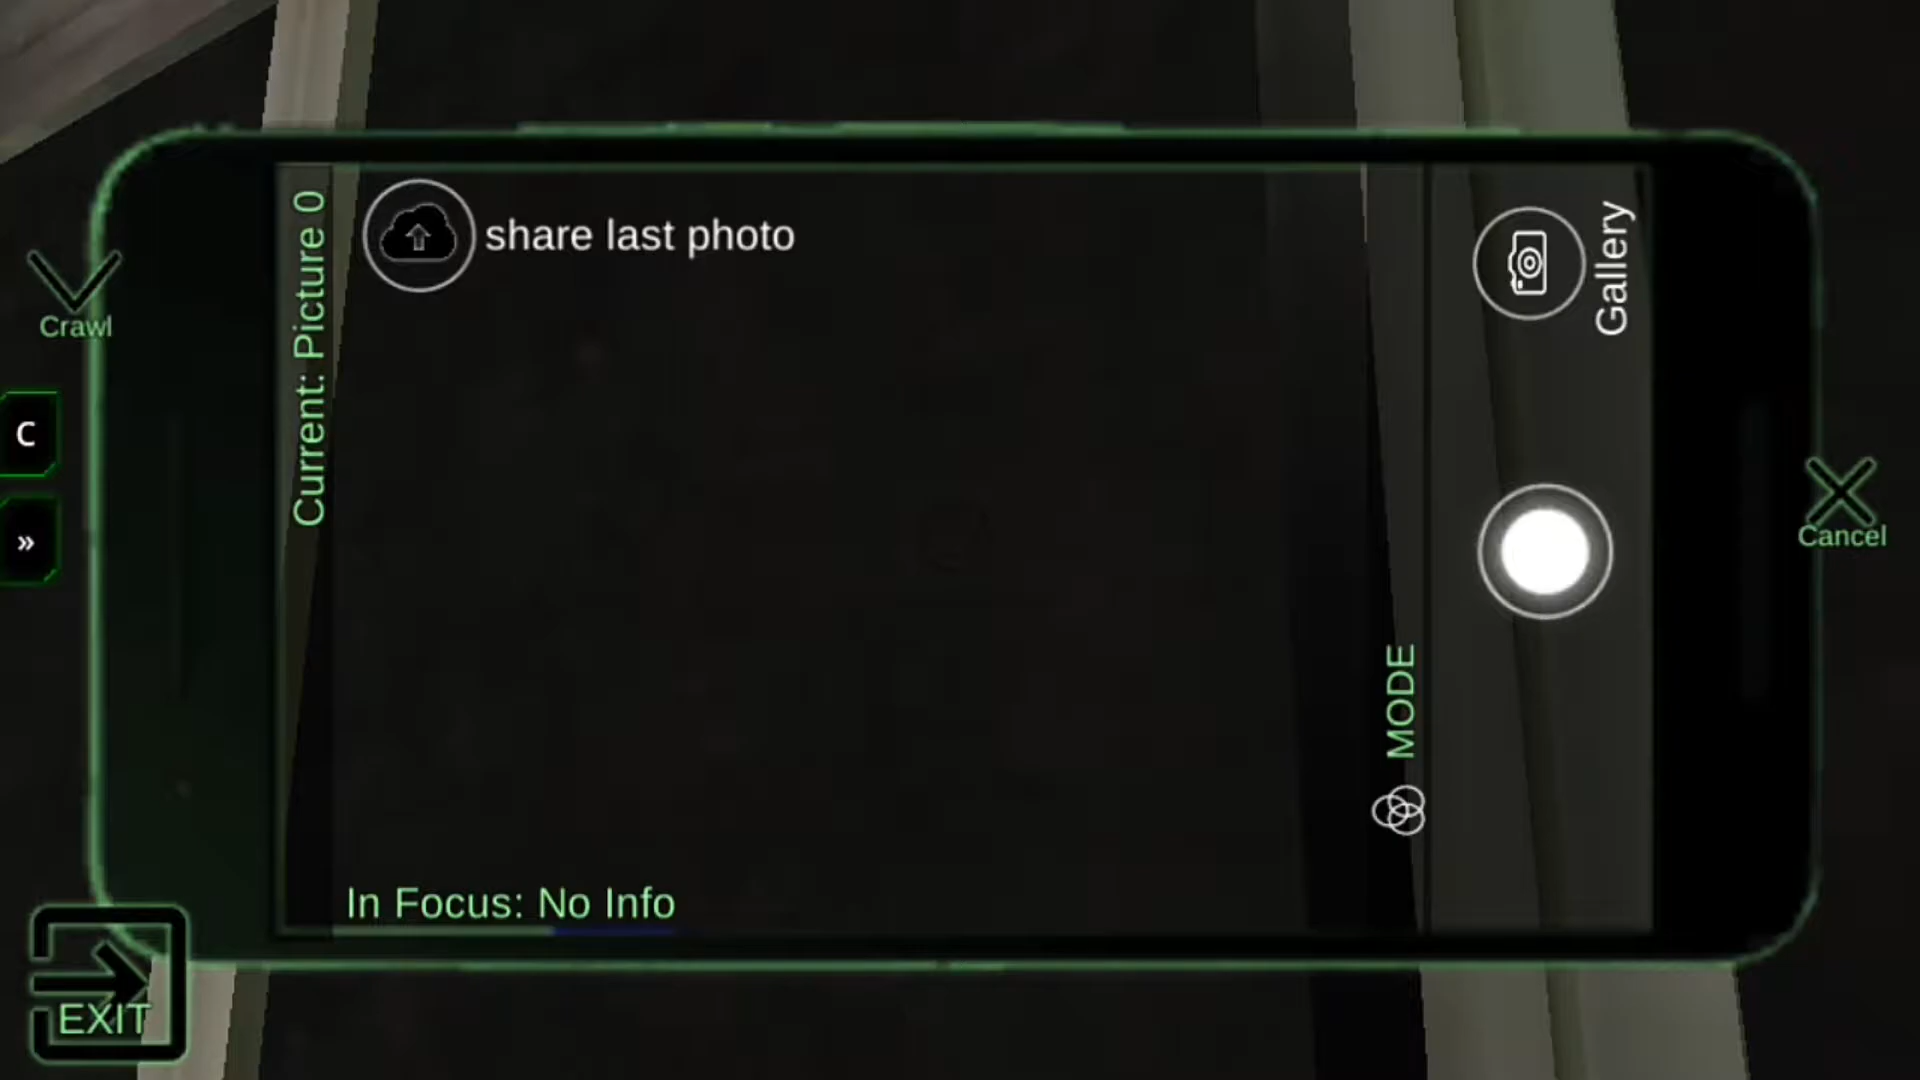 share last photo
Gallery
Current: Picture 0
Crawl
C
»
Cancel
MODE
In Focus: No Info
EXIT